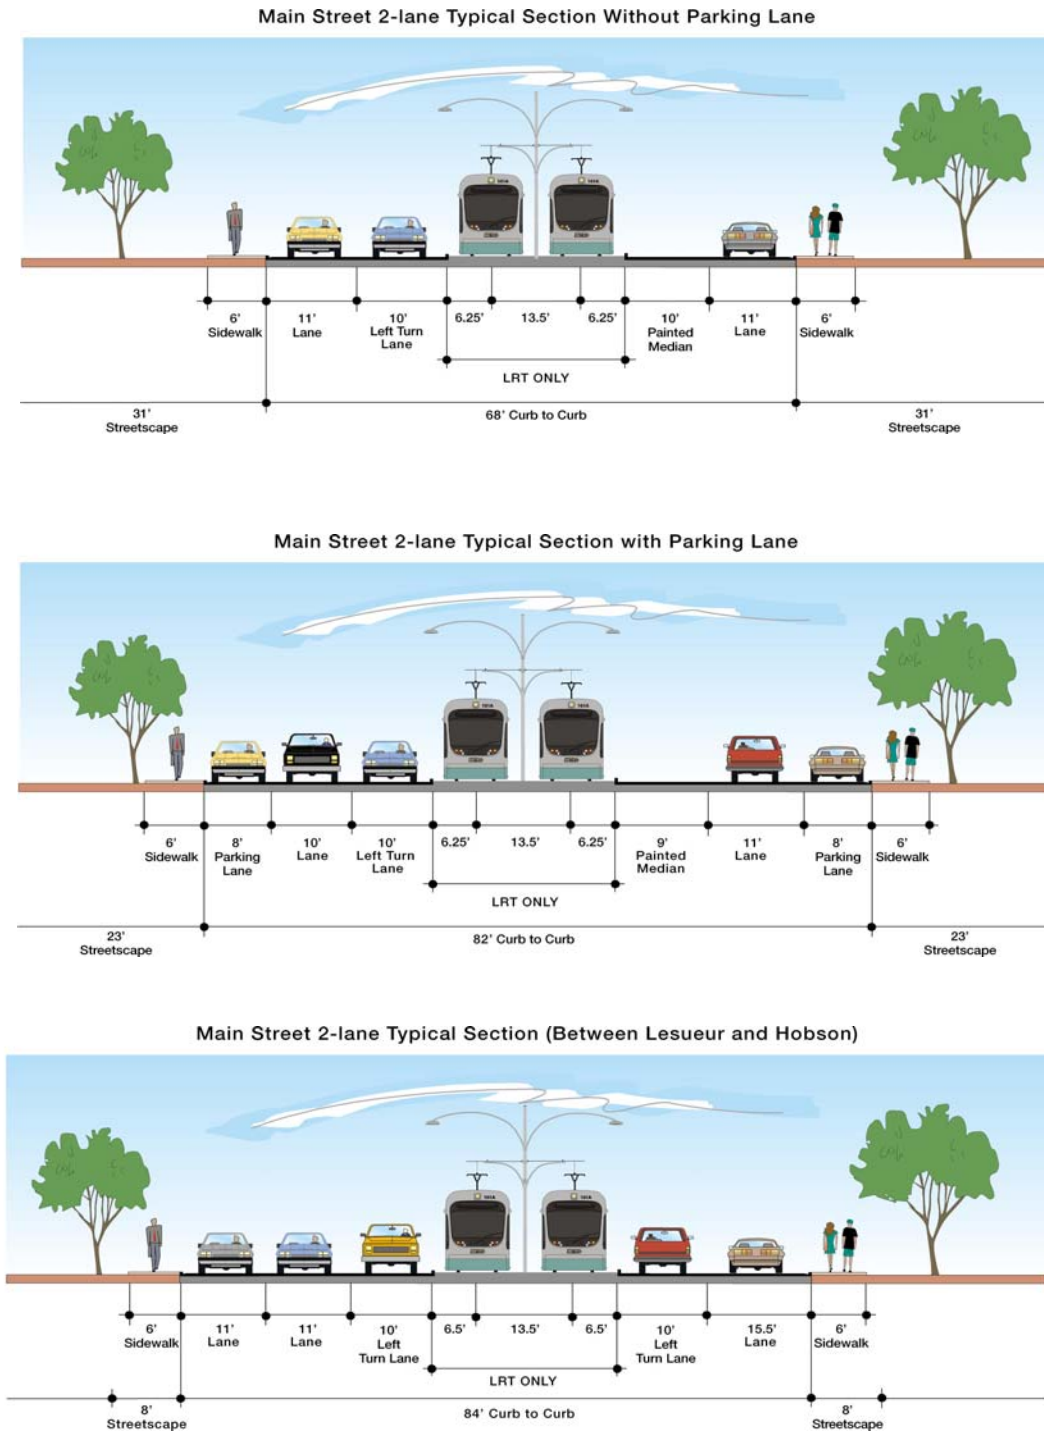 Main Street 2-lane Typical Section Without Parking Lane
6' Sidewalk
11' Lane
10' Left Turn Lane
6.25'
13.5'
6.25'
10' Painted Median
11' Lane
6' Sidewalk
LRT ONLY
31' Streetscape
68' Curb to Curb
31' Streetscape
Main Street 2-lane Typical Section with Parking Lane
6' Sidewalk
8' Parking Lane
10' Lane
10' Left Turn Lane
6.25'
13.5'
6.25'
9' Painted Median
11' Lane
8' Parking Lane
6' Sidewalk
LRT ONLY
23' Streetscape
82' Curb to Curb
23' Streetscape
Main Street 2-lane Typical Section (Between Lesueur and Hobson)
6' Sidewalk
11' Lane
11' Lane
10' Left Turn Lane
6.5'
13.5'
6.5'
10' Left Turn Lane
15.5' Lane
6' Sidewalk
LRT ONLY
8' Streetscape
84' Curb to Curb
8' Streetscape